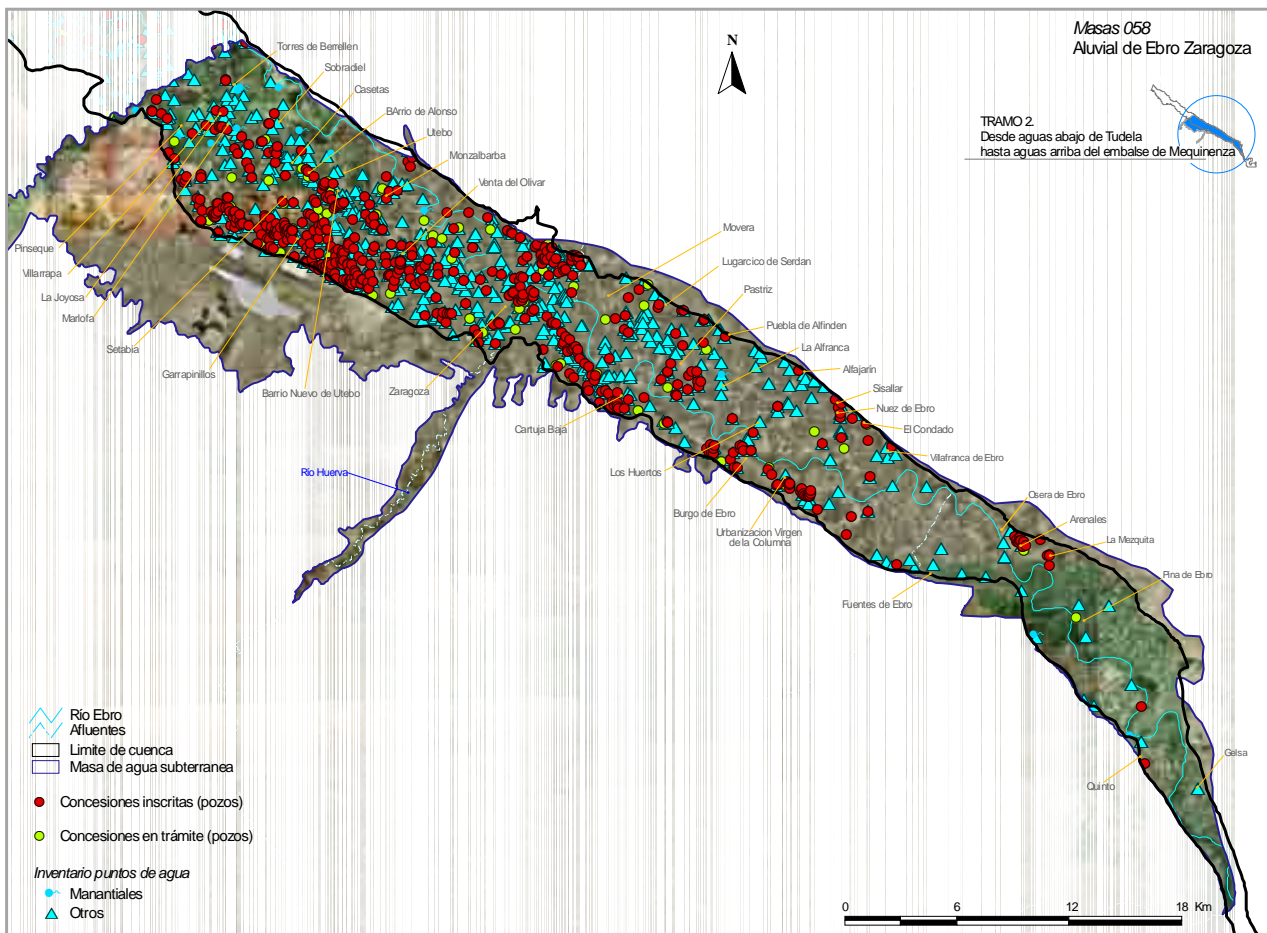 Masas 058
Aluvial de Ebro Zaragoza
N
TRAMO 2.
Desde aguas abajo de Tudela
hasta aguas arriba del embalse de Mequinenza
Torres de Berrellen
Sobradiel
Casetas
BArrio de Alonso
Utebo
Monzalbarba
Venta del Olivar
Movera
Lugarcico de Serdan
Pastriz
Puebla de Alfinden
La Alfranca
Alfajarin
Sisallar
Nuez de Ebro
El Condado
Villafranca de Ebro
Osera de Ebro
Arenales
La Mezquita
Pina de Ebro
Gelsa
Quinto
Fuentes de Ebro
Urbanizacion Virgen
de la Columna
Burgo de Ebro
Los Huertos
Cartuja Baja
Zaragoza
Barrio Nuevo de Utebo
Garrapinillos
Setabia
Marlofa
La Joyosa
Villarrapa
Pinseque
Río Huerva
Río Ebro
Afluentes
Limite de cuenca
Masa de agua subterranea
Concesiones inscritas (pozos)
Concesiones en trámite (pozos)
Inventario puntos de agua
Manantiales
Otros
0 6 12 18 Km